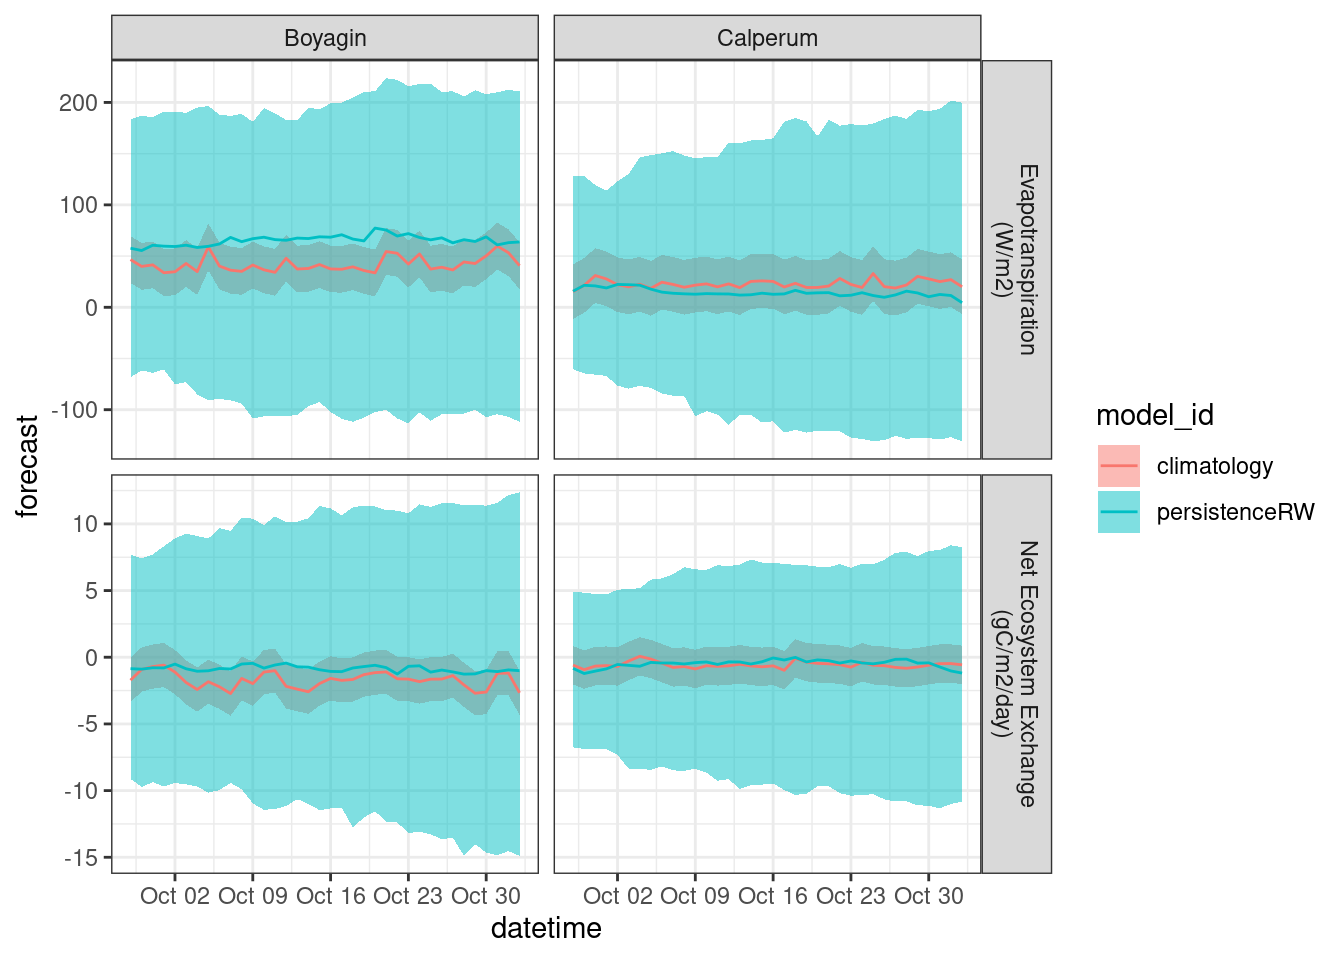 Boyagin
Calperum
200
100
0
-100
Evapotranspiration
(W/m2)
10
5
0
-5
-10
-15
Net Ecosystem Exchange
(gC/m2/day)
Oct 02 Oct 09 Oct 16 Oct 23 Oct 30
Oct 02 Oct 09 Oct 16 Oct 23 Oct 30
datetime
forecast
model_id
climatology
persistenceRW